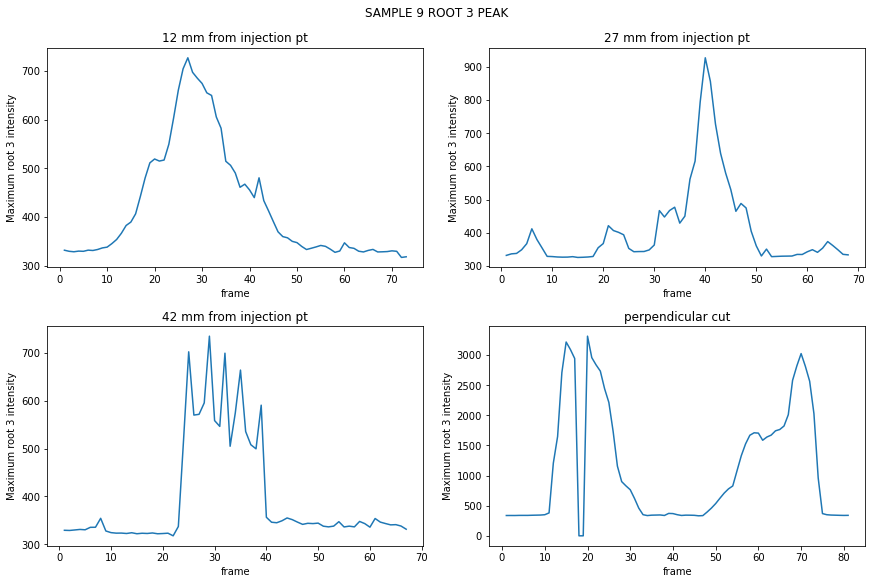 SAMPLE 9 ROOT 3 PEAK
12 mm from injection pt
Maximum root 3 intensity
700
600
500
400
300
0 10 20 30 40 50 60 70
frame
27 mm from injection pt
Maximum root 3 intensity
900
800
700
600
500
400
300
0 10 20 30 40 50 60 70
frame
42 mm from injection pt
Maximum root 3 intensity
700
600
500
400
300
0 10 20 30 40 50 60 70
frame
perpendicular cut
Maximum root 3 intensity
3000
2500
2000
1500
1000
500
0
0 10 20 30 40 50 60 70 80
frame